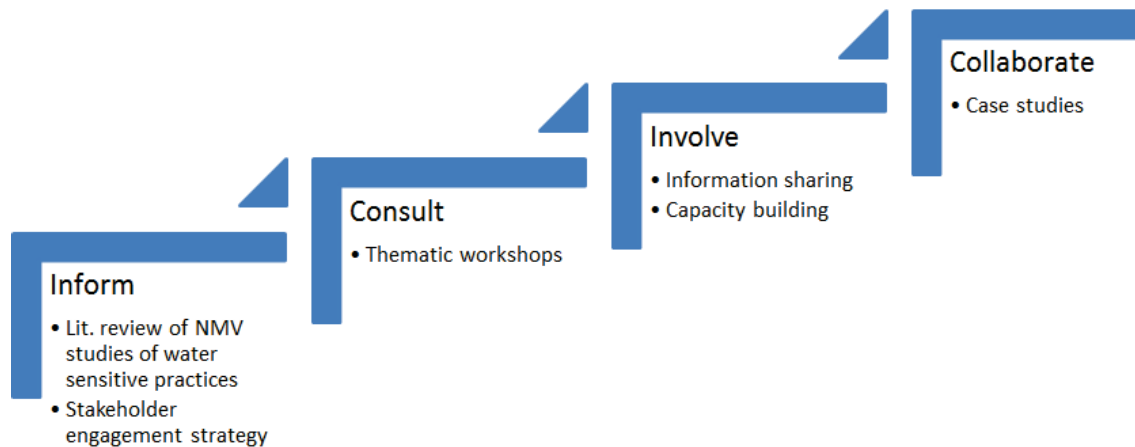 Inform
• Lit. review of NMV
studies of water
sensitive practices
• Stakeholder
engagement strategy
Consult
• Thematic workshops
Involve
• Information sharing
• Capacity building
Collaborate
• Case studies